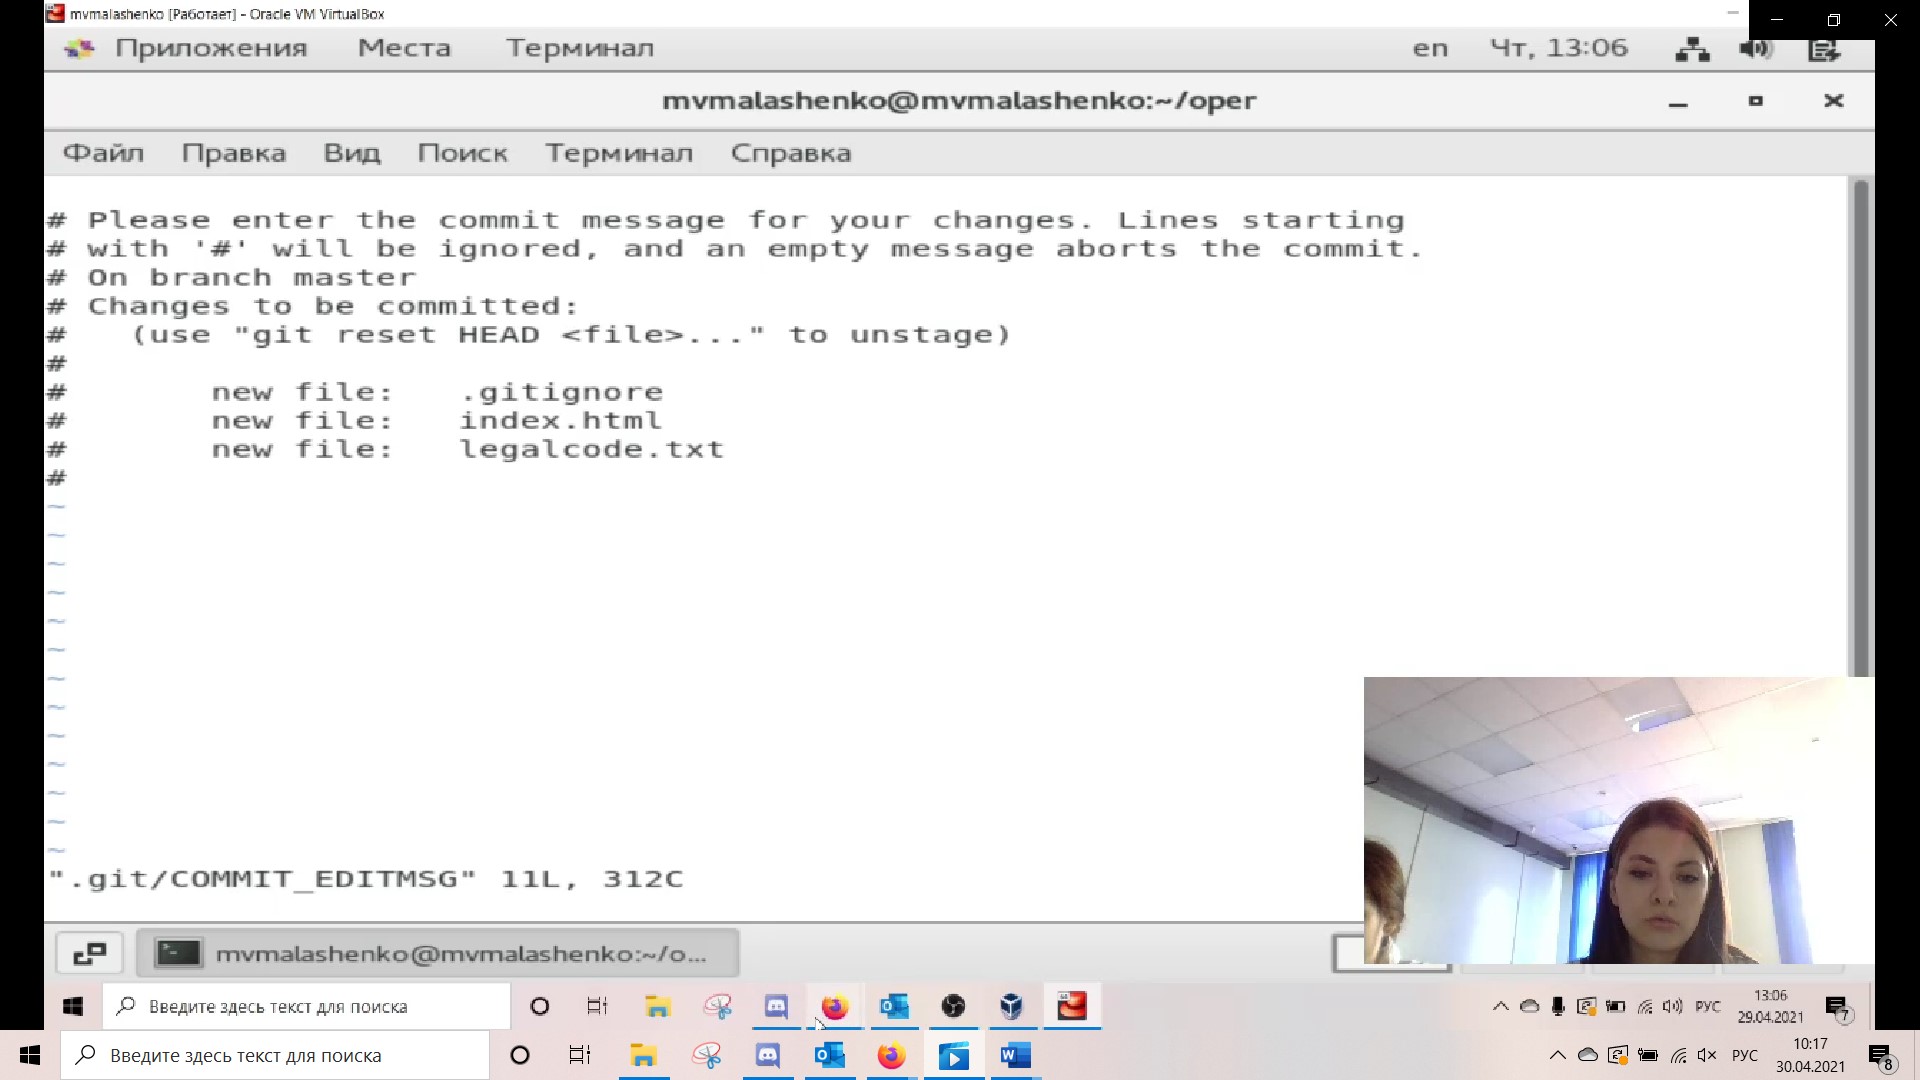 mvmalashenko [Работает] - Oracle VM VirtualBox
Приложения Места Терминал en Чт, 13:06
mvmalashenko@mvmalashenko:~/oper
Файл Правка Вид Поиск Терминал Справка
# Please enter the commit message for your changes. Lines starting
# with '#' will be ignored, and an empty message aborts the commit.
# On branch master
# Changes to be committed:
#   (use "git reset HEAD <file>..." to unstage)
#
#       new file:   .gitignore
#       new file:   index.html
#       new file:   legalcode.txt
#
~
~
~
~
~
~
~
~
~
~
~
~
~
".git/COMMIT_EDITMSG" 11L, 312C
mvmalashenko@mvmalashenko:~/o...
Введите здесь текст для поиска РУС 13:06
29.04.2021 7
Введите здесь текст для поиска РУС 10:17
30.04.2021 8